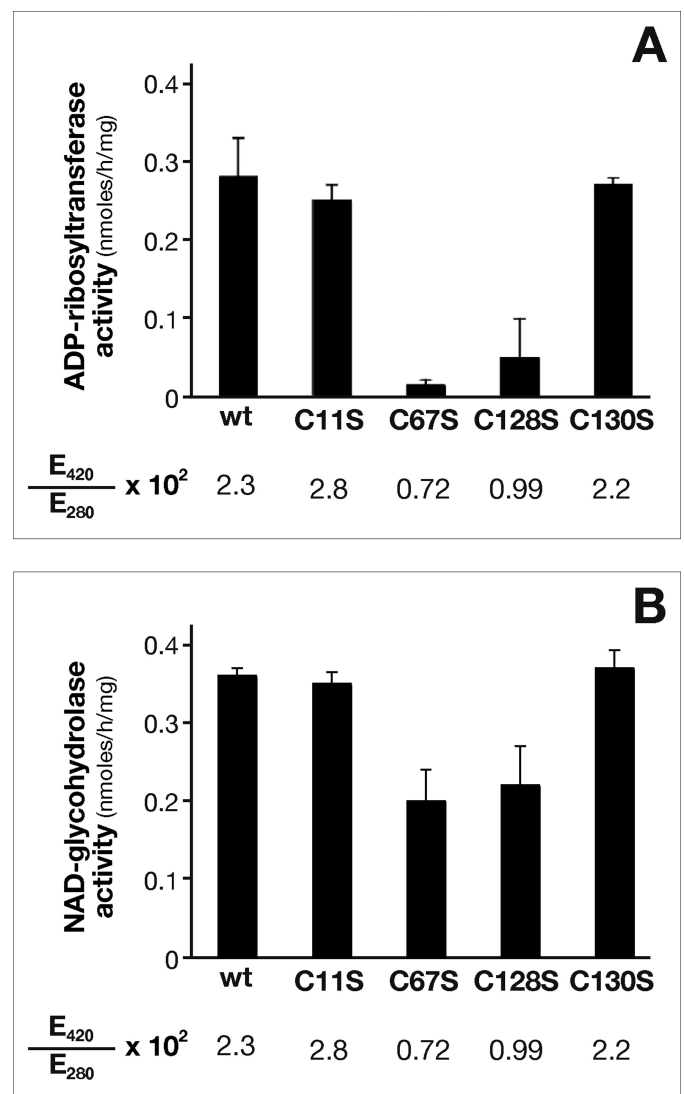 A
ADP-ribosyltransferase
activity (nmoles/h/mg)
0.4
0.3
0.2
0.1
0
wt C11S C67S C128S C130S
E420
E280
x 10²
2.3 2.8 0.72 0.99 2.2
B
NAD-glycohydrolase
activity (nmoles/h/mg)
0.4
0.3
0.2
0.1
0
wt C11S C67S C128S C130S
E420
E280
x 10²
2.3 2.8 0.72 0.99 2.2